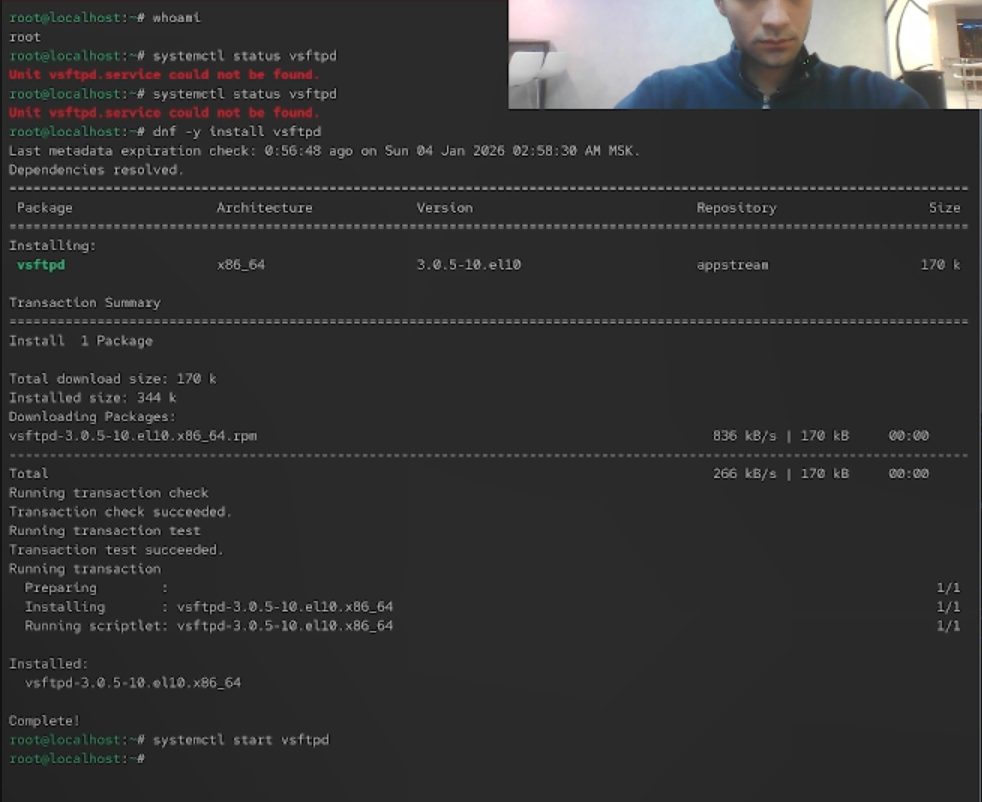 root@localhost:~# whoami
root
root@localhost:~# systemctl status vsftpd
Unit vsftpd.service could not be found.
root@localhost:~# systemctl status vsftpd
Unit vsftpd.service could not be found.
root@localhost:~# dnf -y install vsftpd
Last metadata expiration check: 0:56:48 ago on Sun 04 Jan 2026 02:58:30 AM MSK.
Dependencies resolved.
Package Architecture Version Repository Size
Installing:
vsftpd x86_64 3.0.5-10.el10 appstream 170 k
Transaction Summary
Install 1 Package
Total download size: 170 k
Installed size: 344 k
Downloading Packages:
vsftpd-3.0.5-10.el10.x86_64.rpm 836 kB/s | 170 kB 00:00
Total 266 kB/s | 170 kB 00:00
Running transaction check
Transaction check succeeded.
Running transaction test
Transaction test succeeded.
Running transaction
Preparing : 1/1
Installing : vsftpd-3.0.5-10.el10.x86_64 1/1
Running scriptlet: vsftpd-3.0.5-10.el10.x86_64 1/1
Installed:
vsftpd-3.0.5-10.el10.x86_64
Complete!
root@localhost:~# systemctl start vsftpd
root@localhost:~#